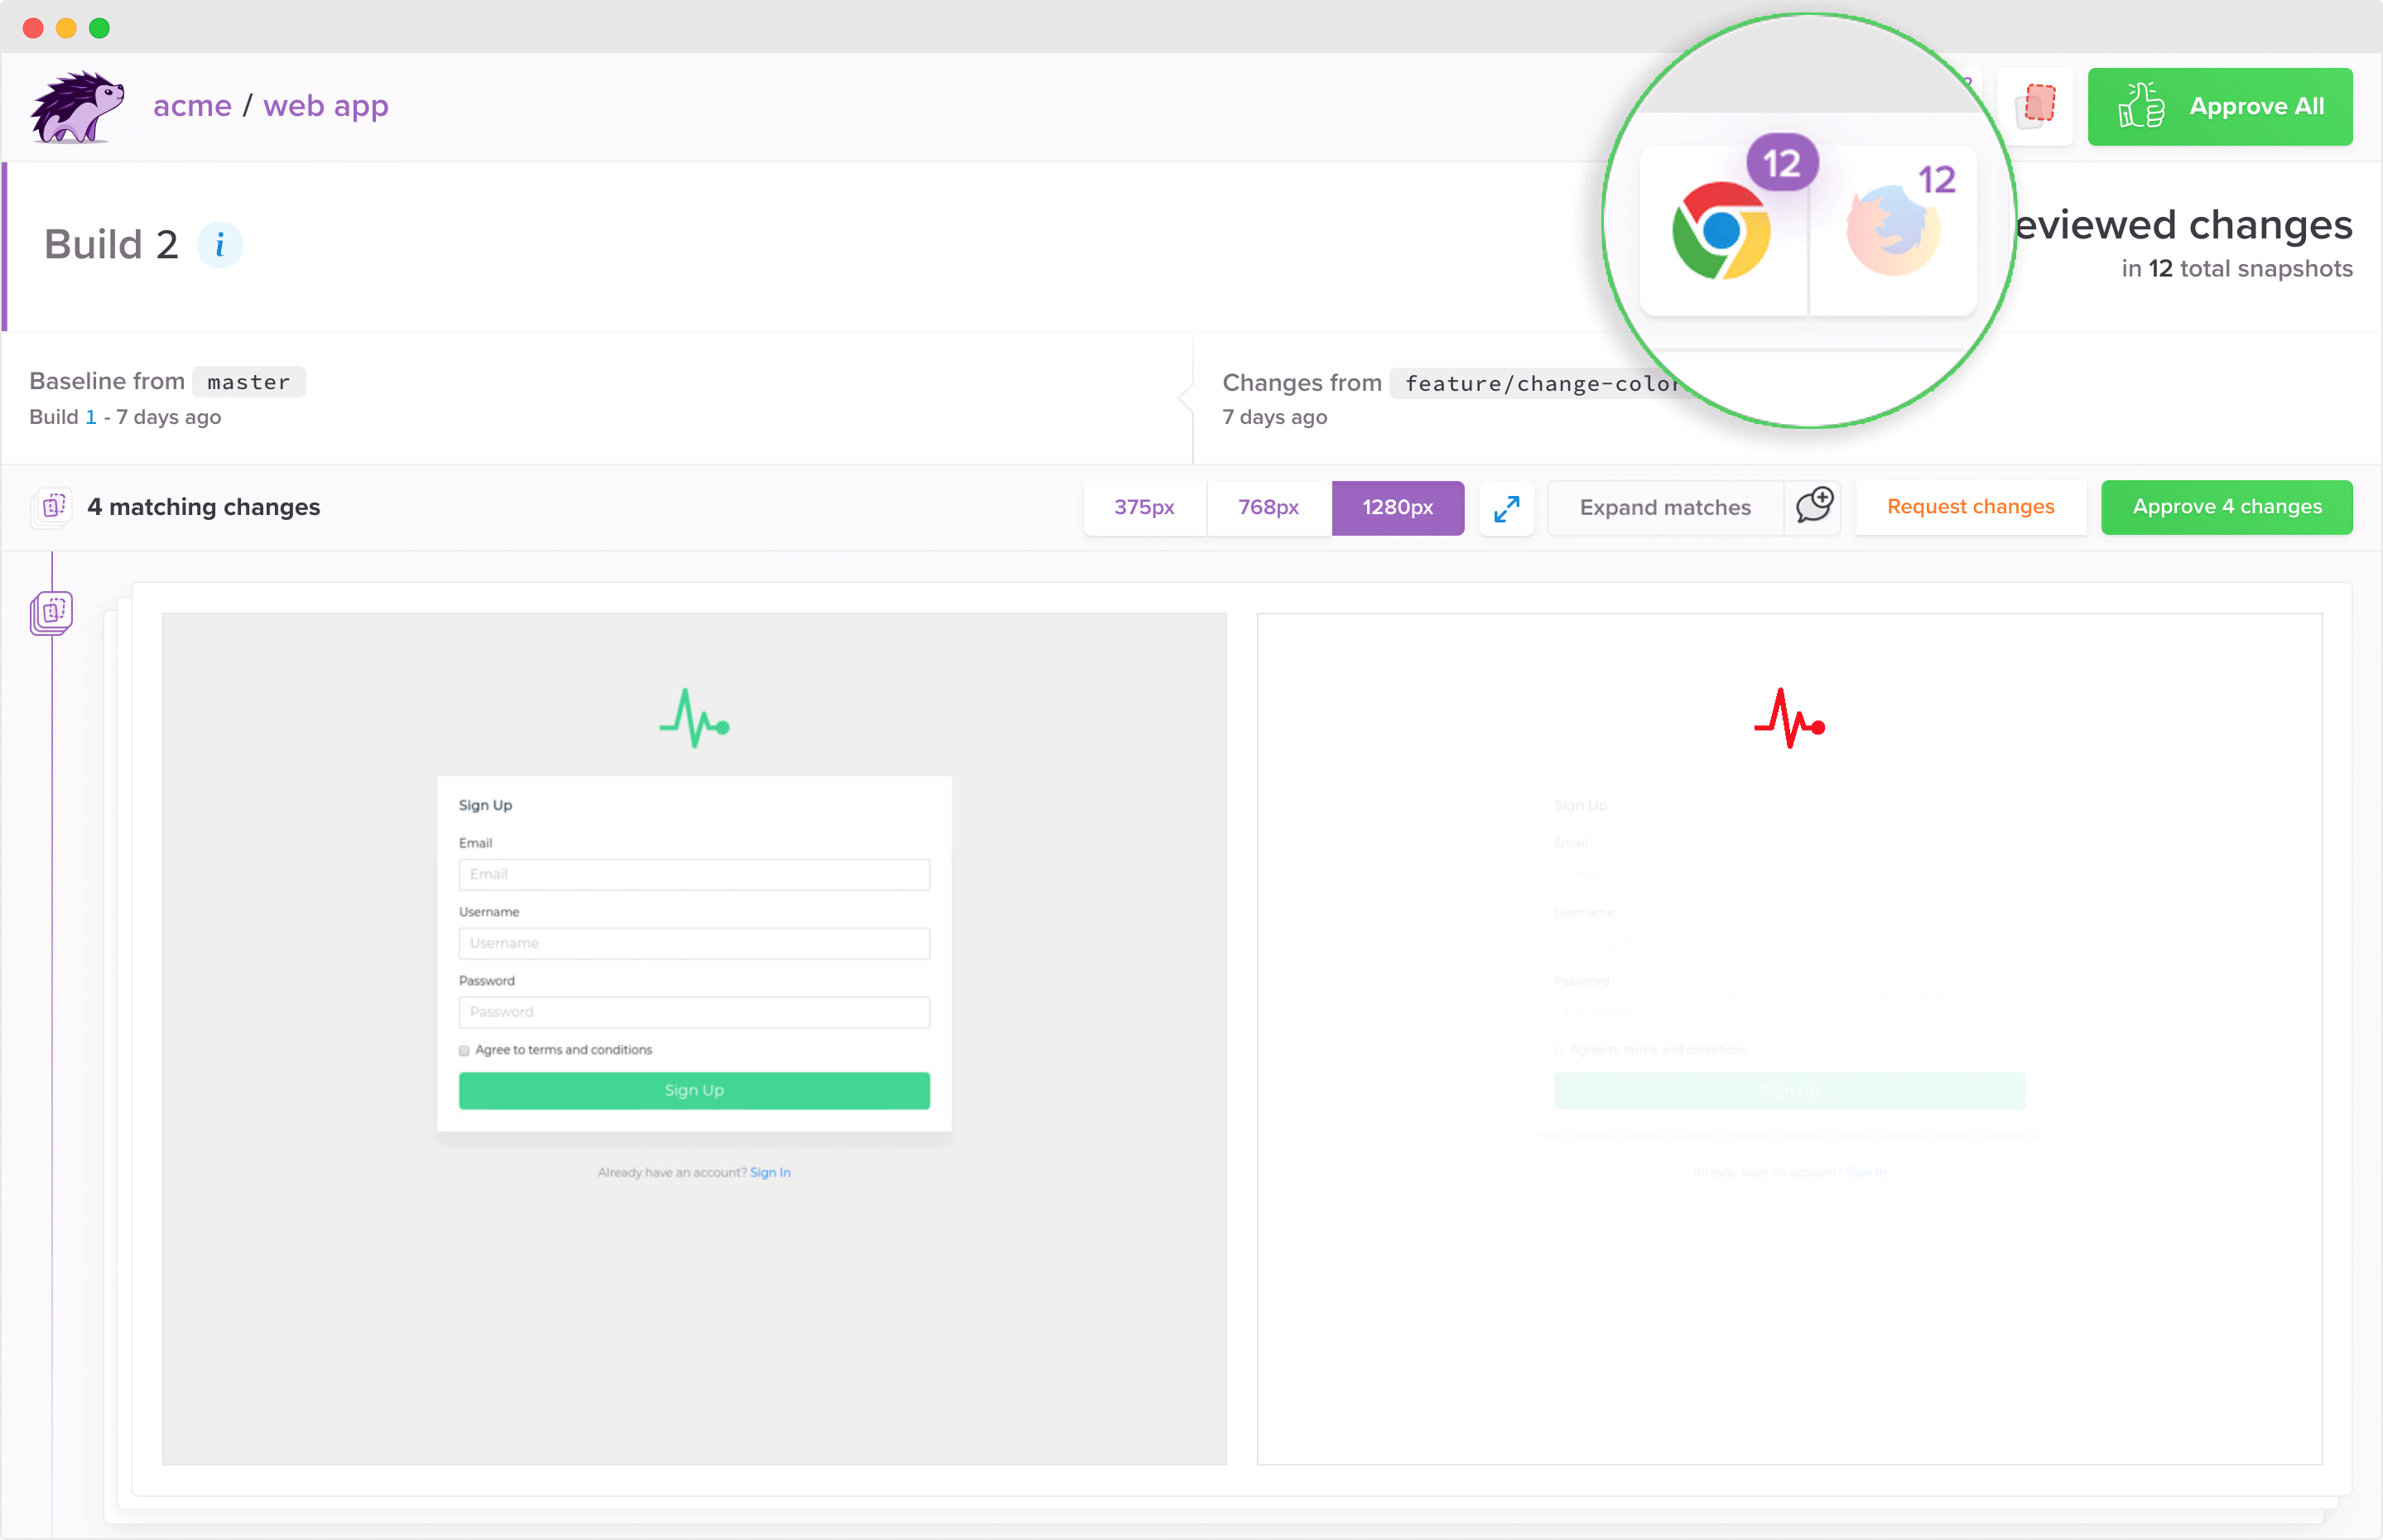 acme / web app
12
12
Approve All
Build 2
i
eviewed changes
in 12 total snapshots
Baseline from master
Build 1 - 7 days ago
Changes from feature/change-color
7 days ago
4 matching changes
375px
768px
1280px
Expand matches
Request changes
Approve 4 changes
Sign Up
Email
Email
Username
Username
Password
Password
Agree to terms and conditions
Sign Up
Already have an account? Sign In
Sign Up
Email
Username
Password
Agree to terms and conditions
Sign Up
Already have an account? Sign In